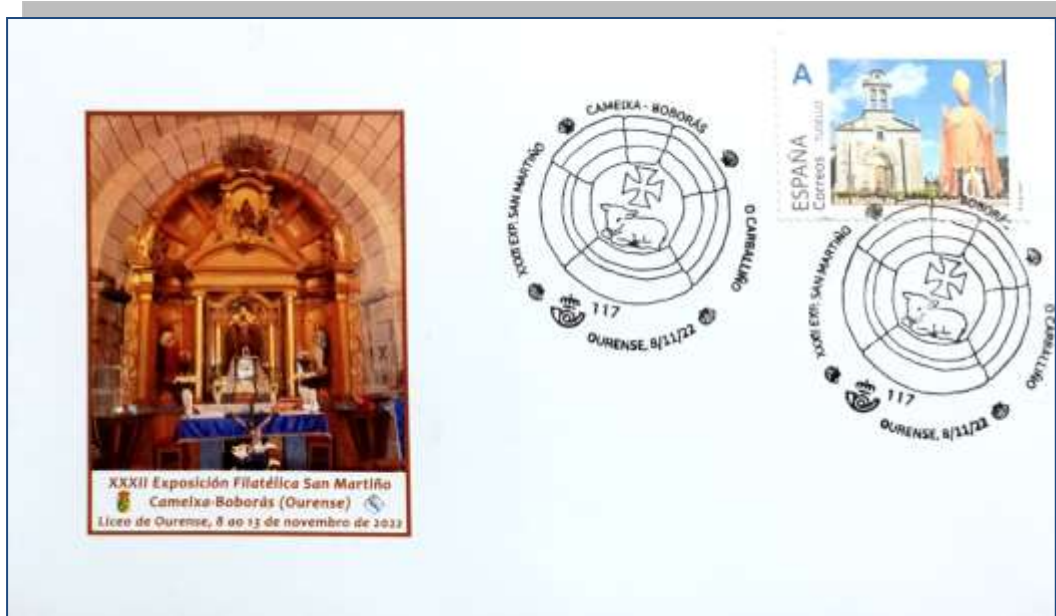 XXXII Exposición Filatélica San Martiño
Cameixa-Boborás (Ourense)
Liceo de Ourense, 8 ao 13 de novembro de 2022
CAMEIXA - BOBORÁS
XXXII EXP. SAN MARTIÑO
O CARBALLIÑO
117
OURENSE, 8/11/22
A
ESPAÑA
Correos
BOBORÁS
XXXII EXP. SAN MARTIÑO
O CARBALLIÑO
117
OURENSE, 8/11/22